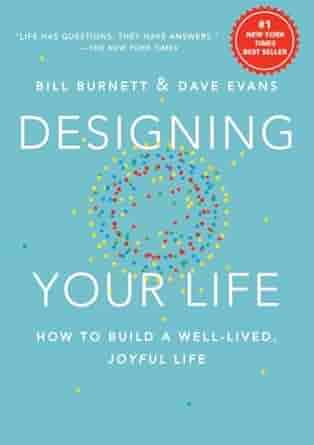 "LIFE HAS QUESTIONS. THEY HAVE ANSWERS."
—THE NEW YORK TIMES
#1
NEW YORK
TIMES
BEST SELLER
BILL BURNETT & DAVE EVANS
DESIGNING
YOUR LIFE
HOW TO BUILD A WELL-LIVED,
JOYFUL LIFE